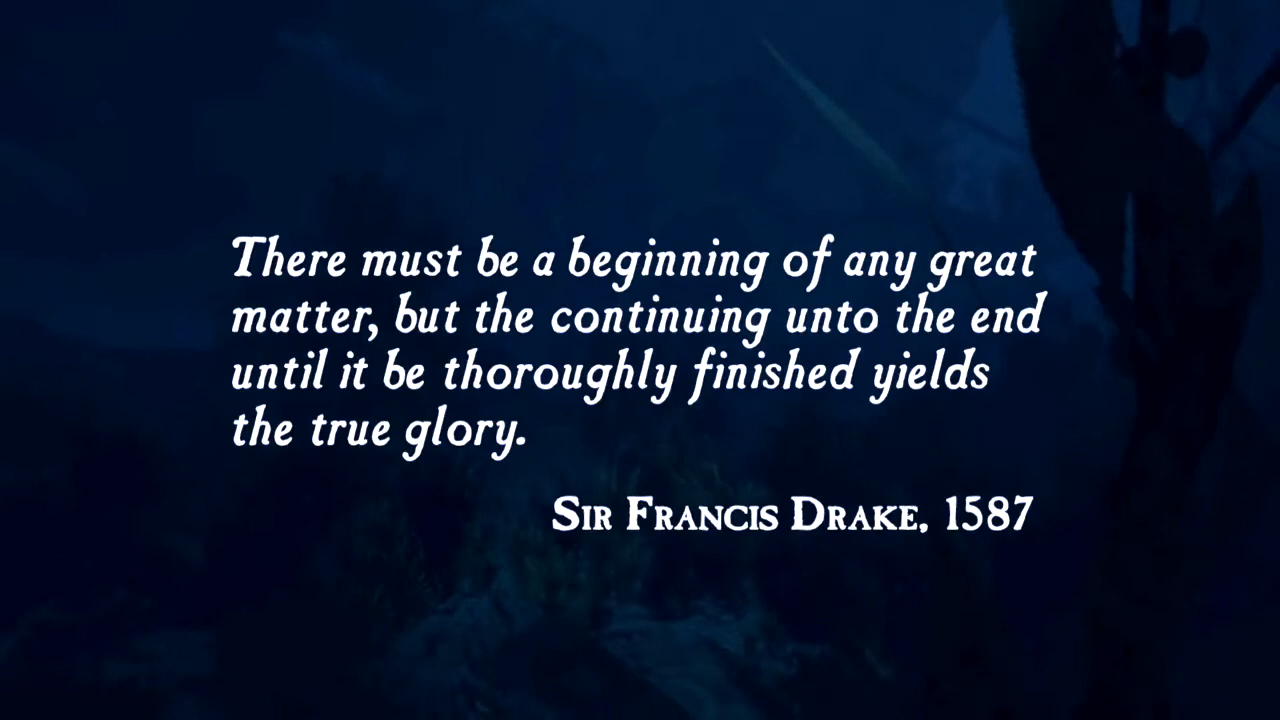 There must be a beginning of any great
matter, but the continuing unto the end
until it be thoroughly finished yields
the true glory.
Sir Francis Drake, 1587